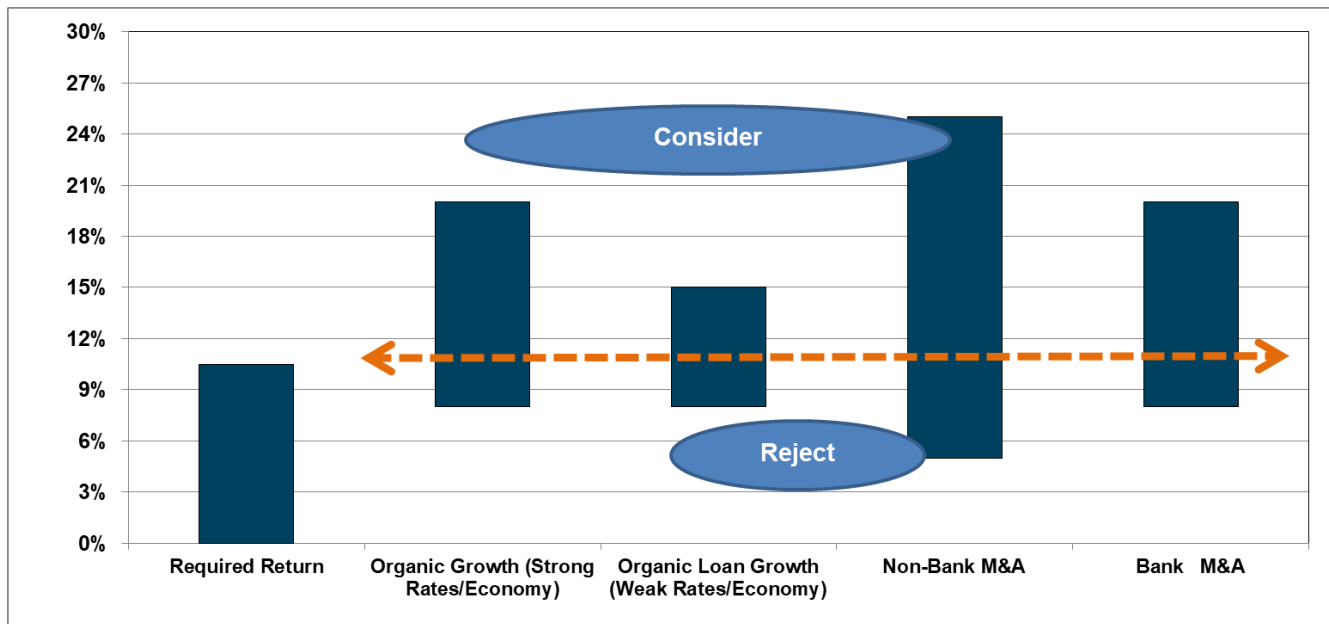 30%
27%
24%
21%
18%
15%
12%
9%
6%
3%
0%
Consider
Reject
Required Return
Organic Growth (Strong
Rates/Economy)
Organic Loan Growth
(Weak Rates/Economy)
Non-Bank M&A
Bank M&A